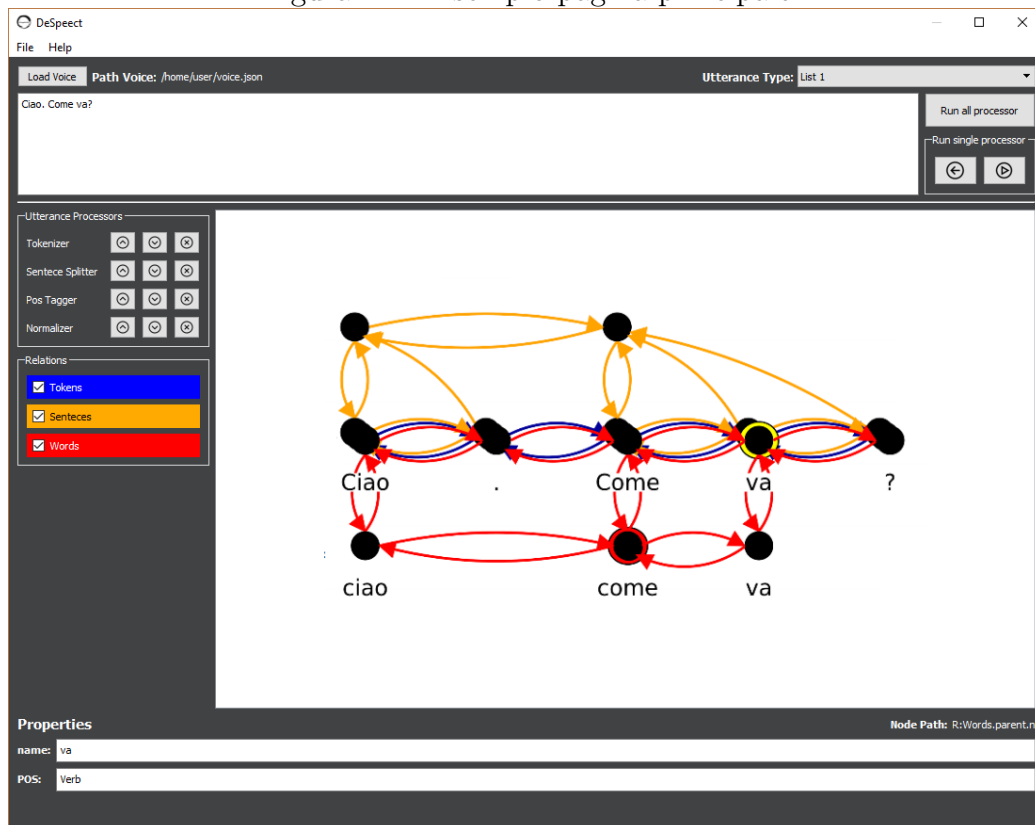 DeSpeect
File Help
Load Voice Path Voice: /home/user/voice.json Utterance Type: List 1
Ciao. Come va?
Run all processor
Run single processor
Utterance Processors
Tokenizer
Sentece Splitter
Pos Tagger
Normalizer
Relations
Tokens
Senteces
Words
Ciao . Come va ?
ciao come va
Properties Node Path: R:Words.parent.n
name: va
POS: Verb